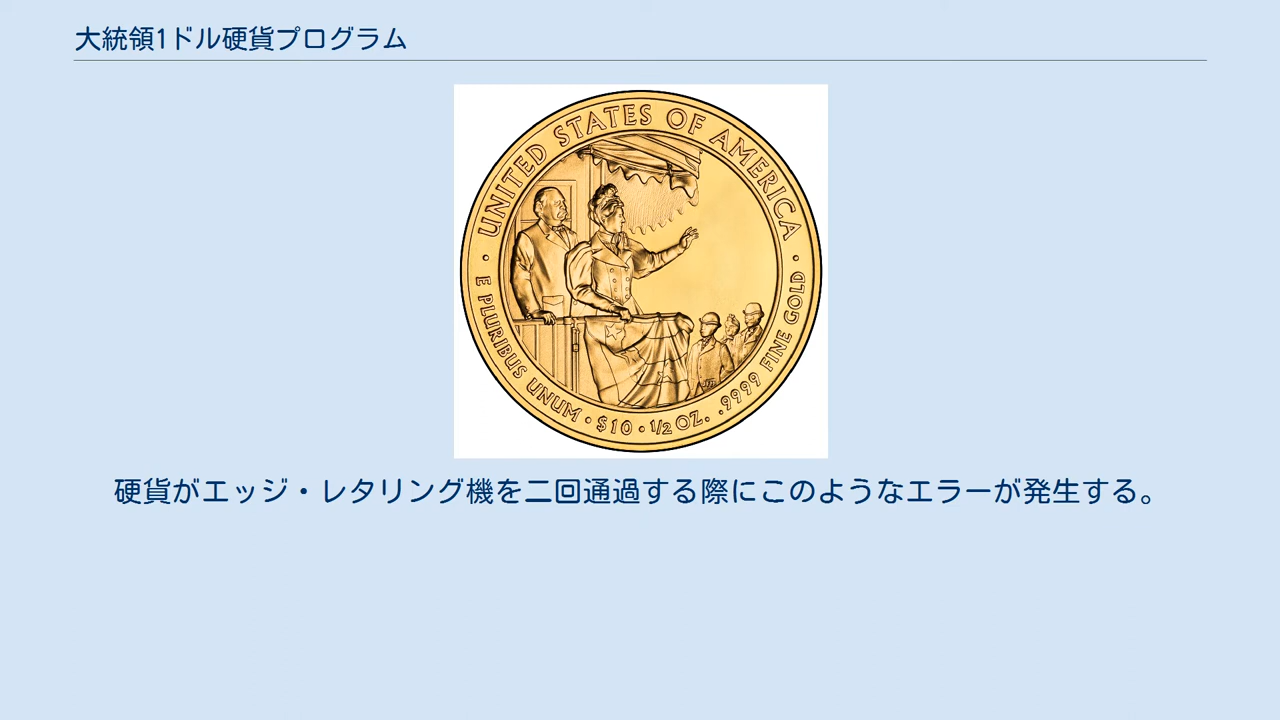 大統領1ドル硬貨プログラム
UNITED STATES OF AMERICA
E PLURIBUS UNUM • $10 • 1/2 OZ. .9999 FINE GOLD
硬貨がエッジ・レタリング機を二回通過する際にこのようなエラーが発生する。